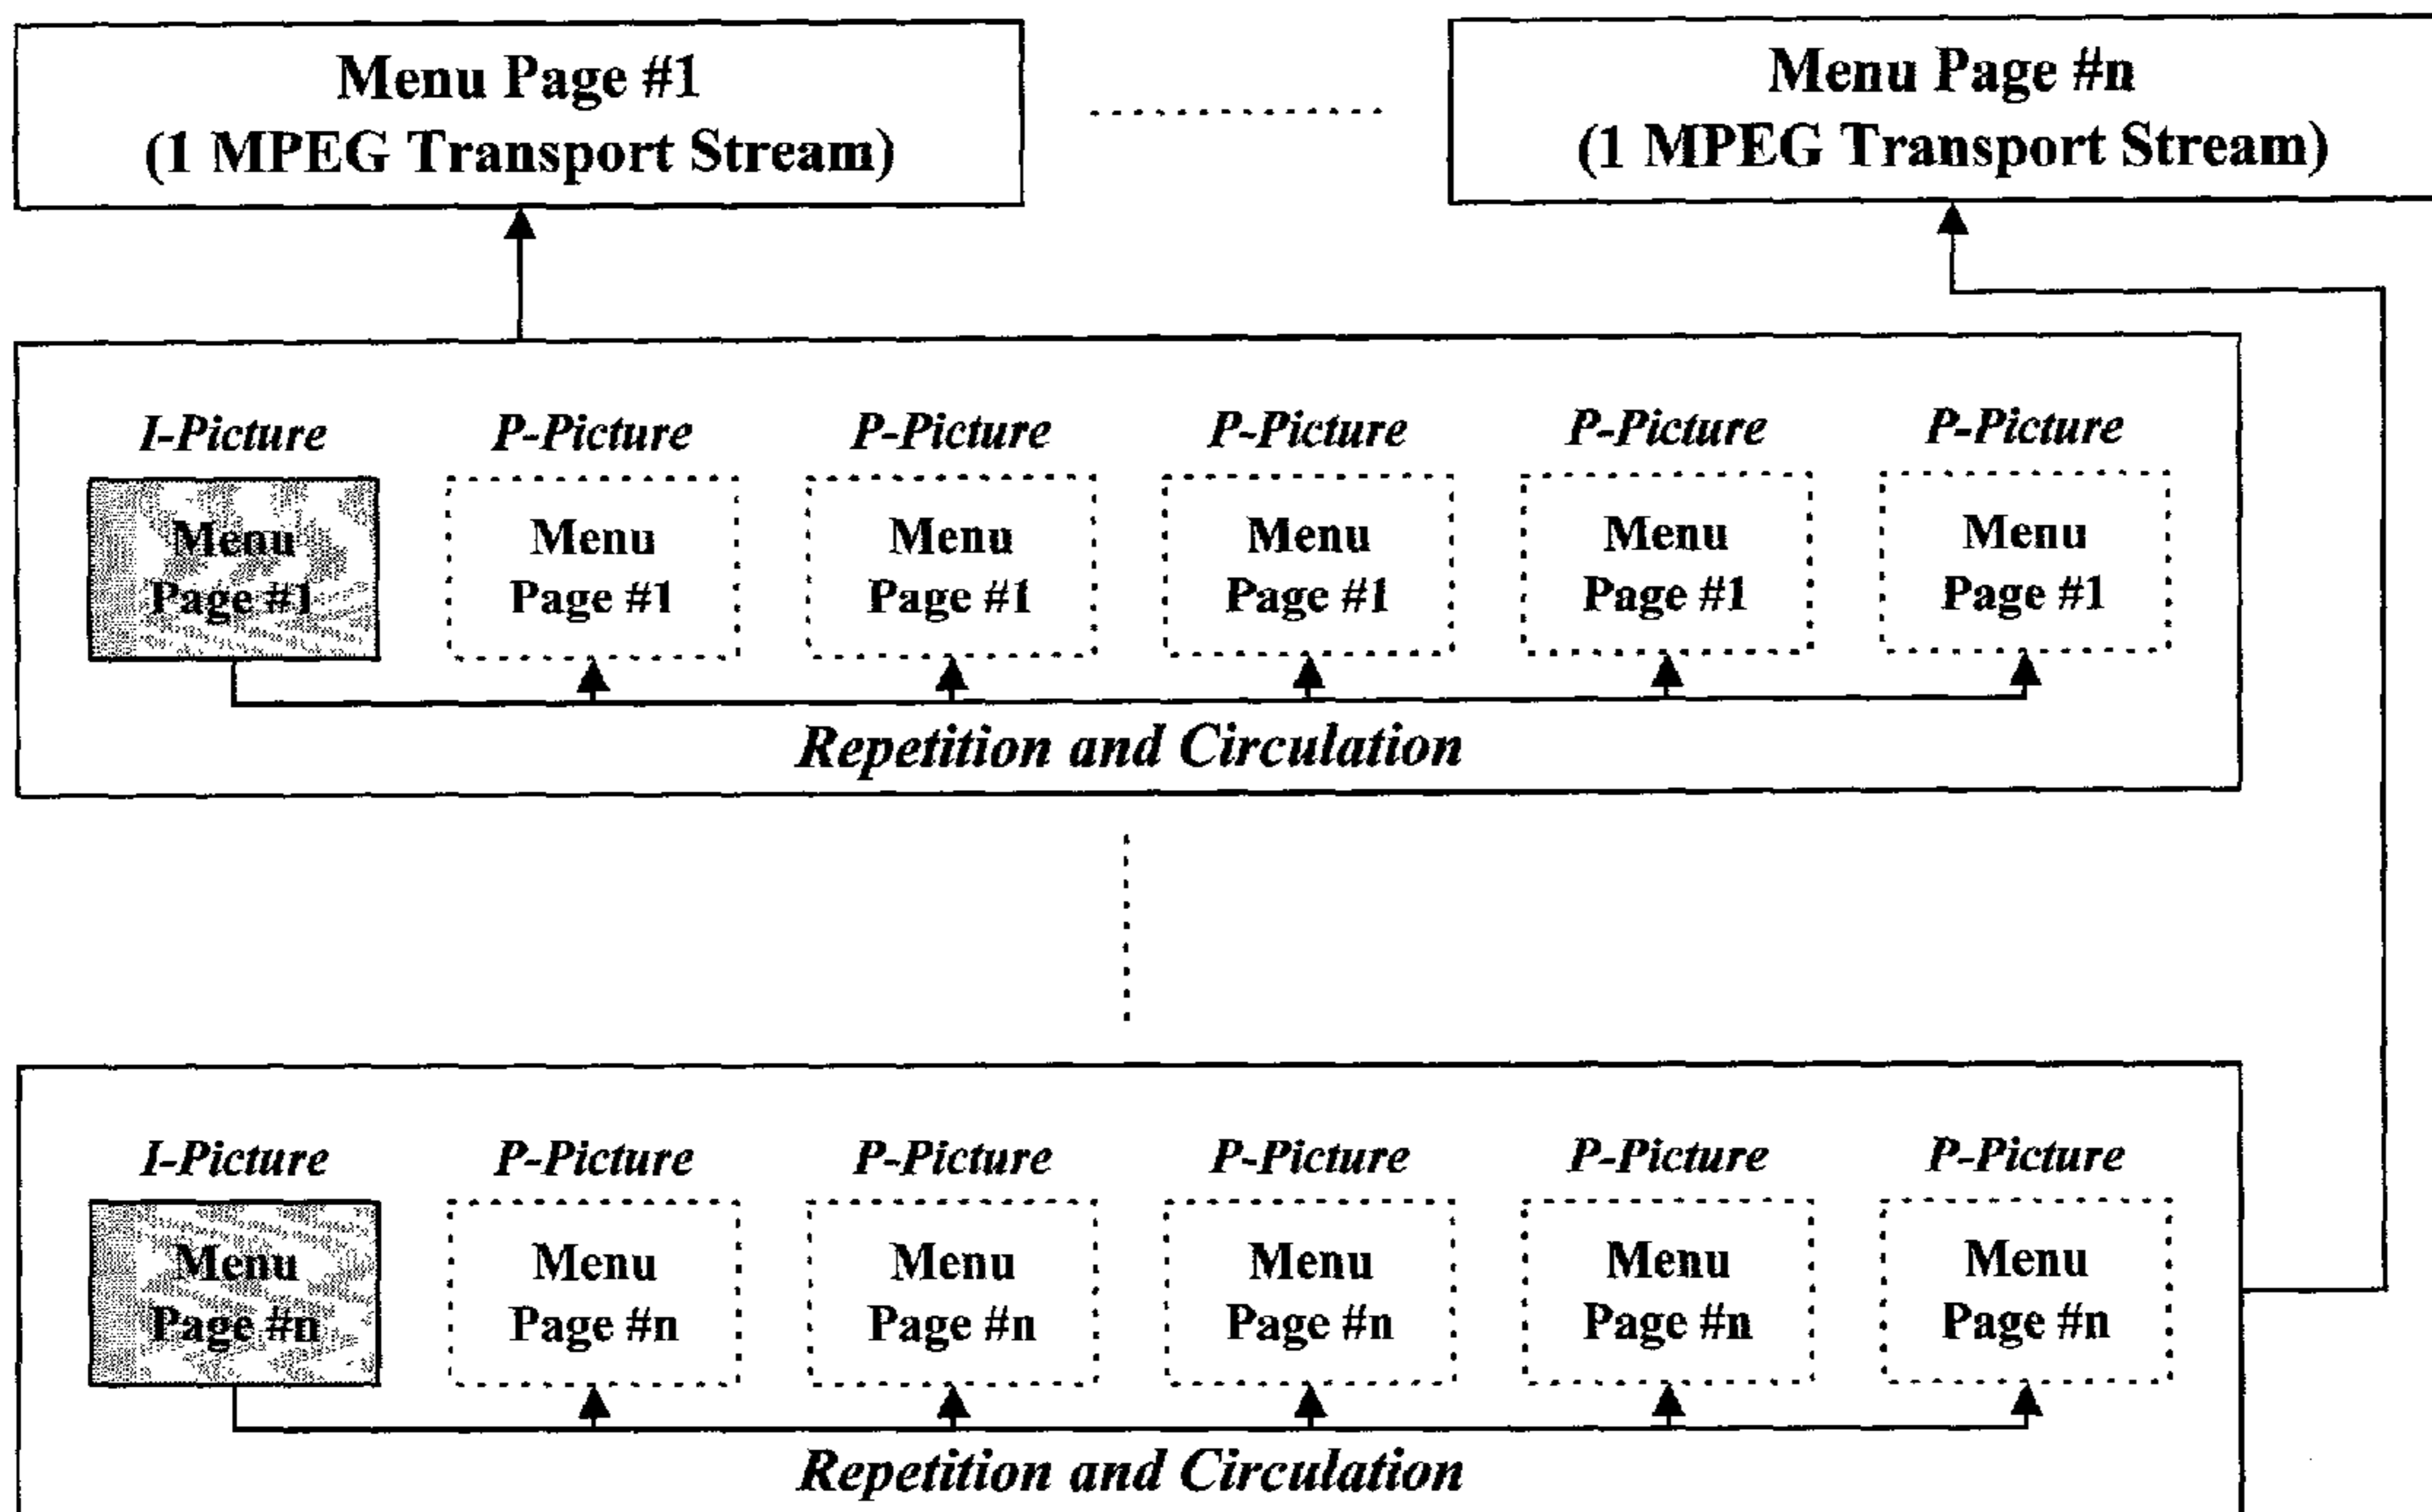 Menu Page #1
(1 MPEG Transport Stream)
Menu Page #n
(1 MPEG Transport Stream)
I-Picture
P-Picture
P-Picture
P-Picture
P-Picture
P-Picture
Menu
Page #1
Menu
Page #1
Menu
Page #1
Menu
Page #1
Menu
Page #1
Menu
Page #1
Repetition and Circulation
I-Picture
P-Picture
P-Picture
P-Picture
P-Picture
P-Picture
Menu
Page #n
Menu
Page #n
Menu
Page #n
Menu
Page #n
Menu
Page #n
Menu
Page #n
Repetition and Circulation